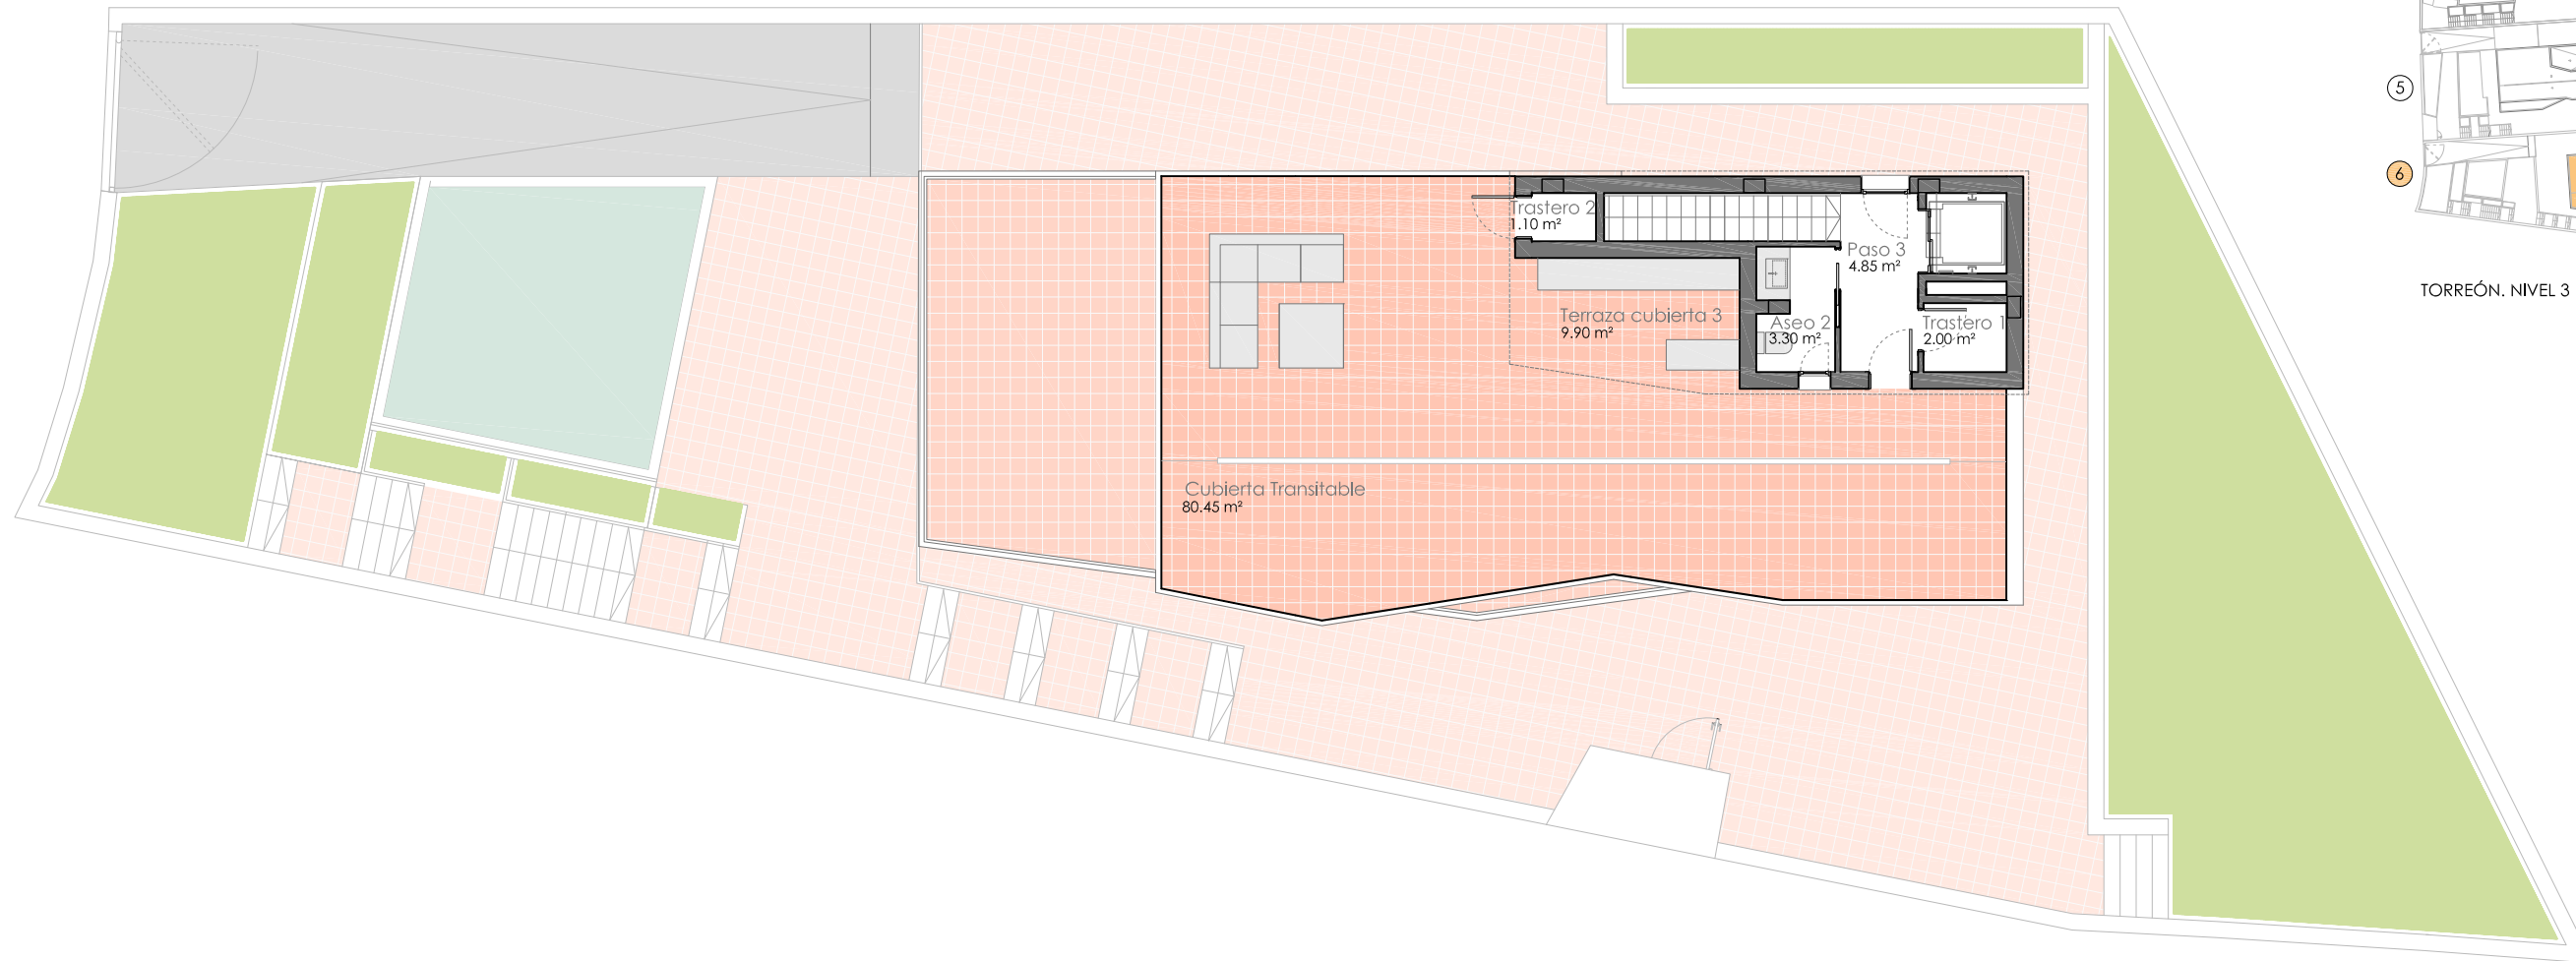 5
6
TORREÓN. NIVEL 3
Trastero 2
1.10 m²
Paso 3
4.85 m²
Terraza cubierta 3
9.90 m²
Aseo 2
3.30 m²
Trastero 1
2.00 m²
Cubierta Transitable
80.45 m²